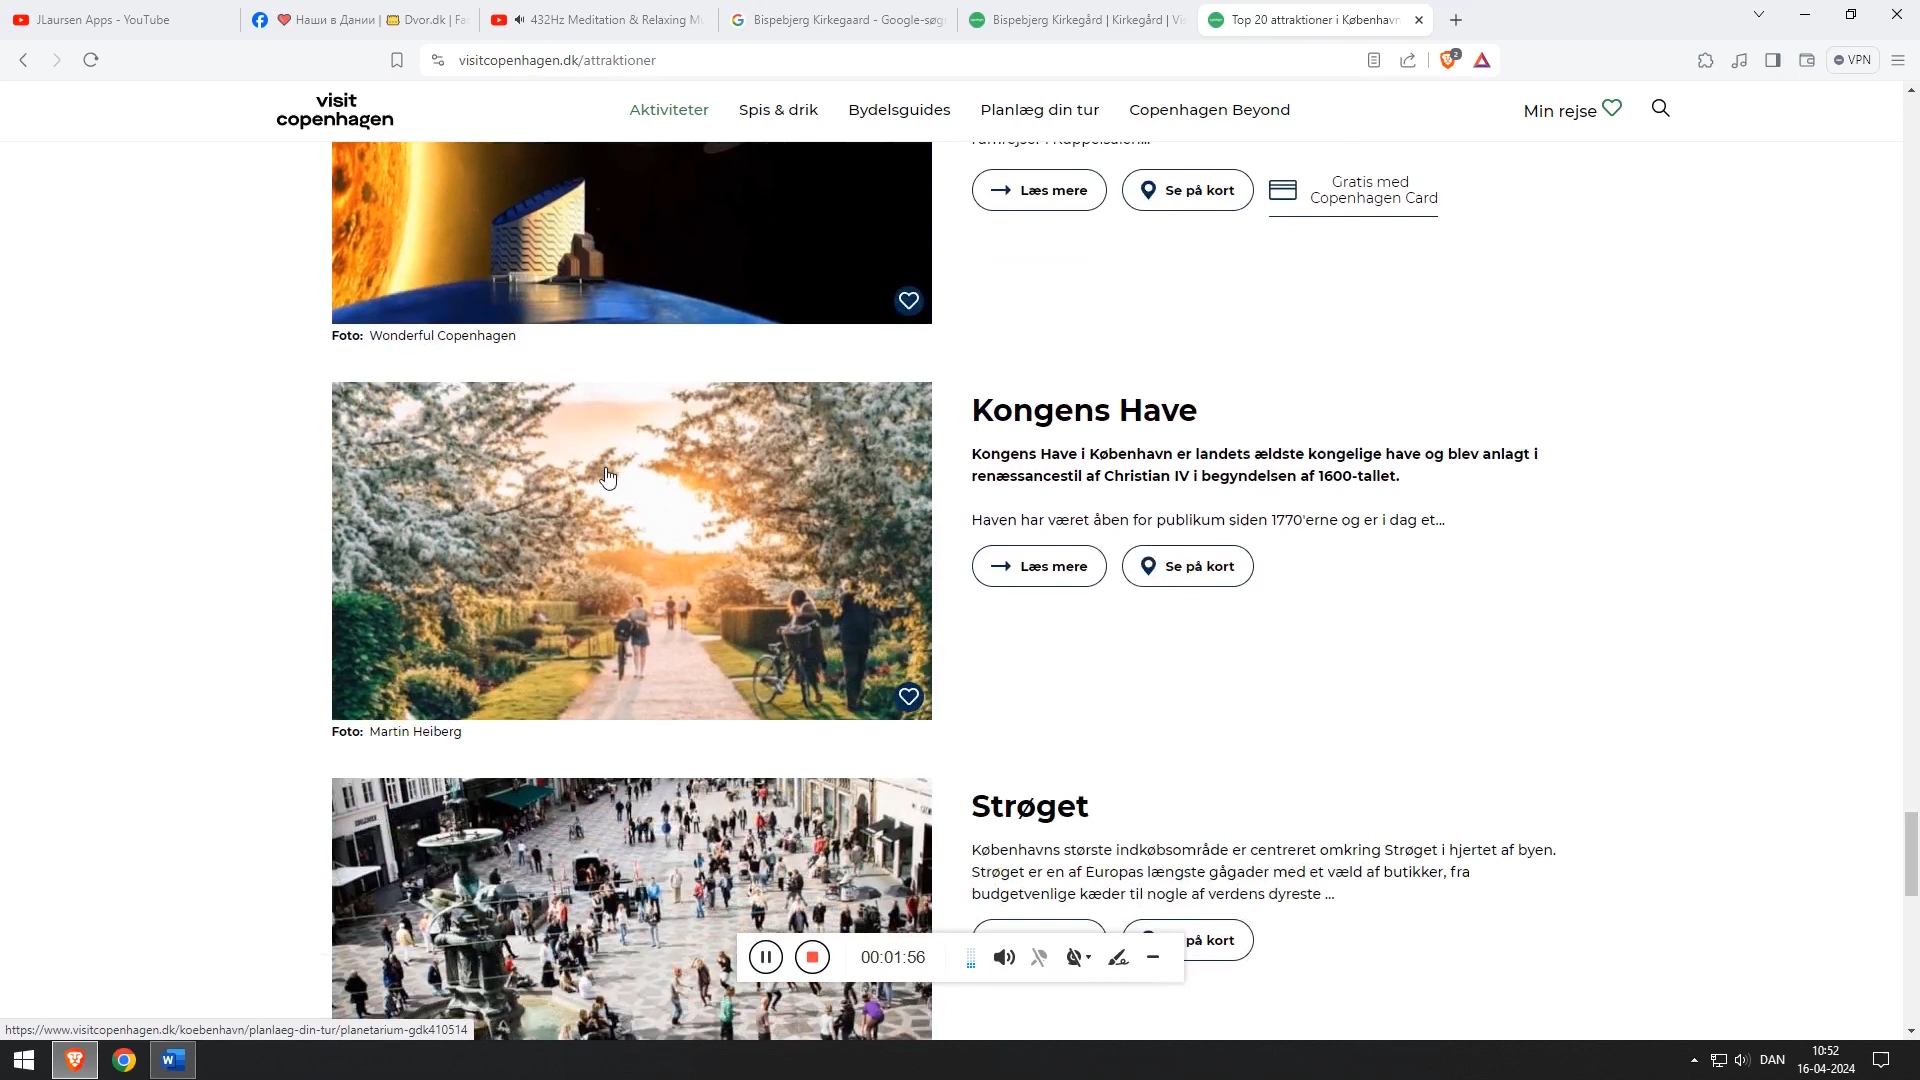 JLaursen Apps - YouTube
Наши в Дании | Dvor.dk | Fa
432Hz Meditation & Relaxing M
Bispebjerg Kirkegaard - Google-søg
Bispebjerg Kirkegård | Kirkegård | Vis
Top 20 attraktioner i København
visitcopenhagen.dk/attraktioner
2
VPN
visit
copenhagen
Aktiviteter
Spis & drik
Bydelsguides
Planlæg din tur
Copenhagen Beyond
Min rejse
Læs mere
Se på kort
Gratis med
Copenhagen Card
Foto: Wonderful Copenhagen
Kongens Have
Kongens Have i København er landets ældste kongelige have og blev anlagt i
renæssancestil af Christian IV i begyndelsen af 1600-tallet.
Haven har været åben for publikum siden 1770'erne og er i dag et...
Læs mere
Se på kort
Foto: Martin Heiberg
Strøget
Københavns største indkøbsområde er centreret omkring Strøget i hjertet af byen.
Strøget er en af Europas længste gågader med et væld af butikker, fra
budgetvenlige kæder til nogle af verdens dyreste ...
på kort
00:01:56
https://www.visitcopenhagen.dk/koebenhavn/planlaeg-din-tur/planetarium-gdk410514
DAN
10:52
16-04-2024